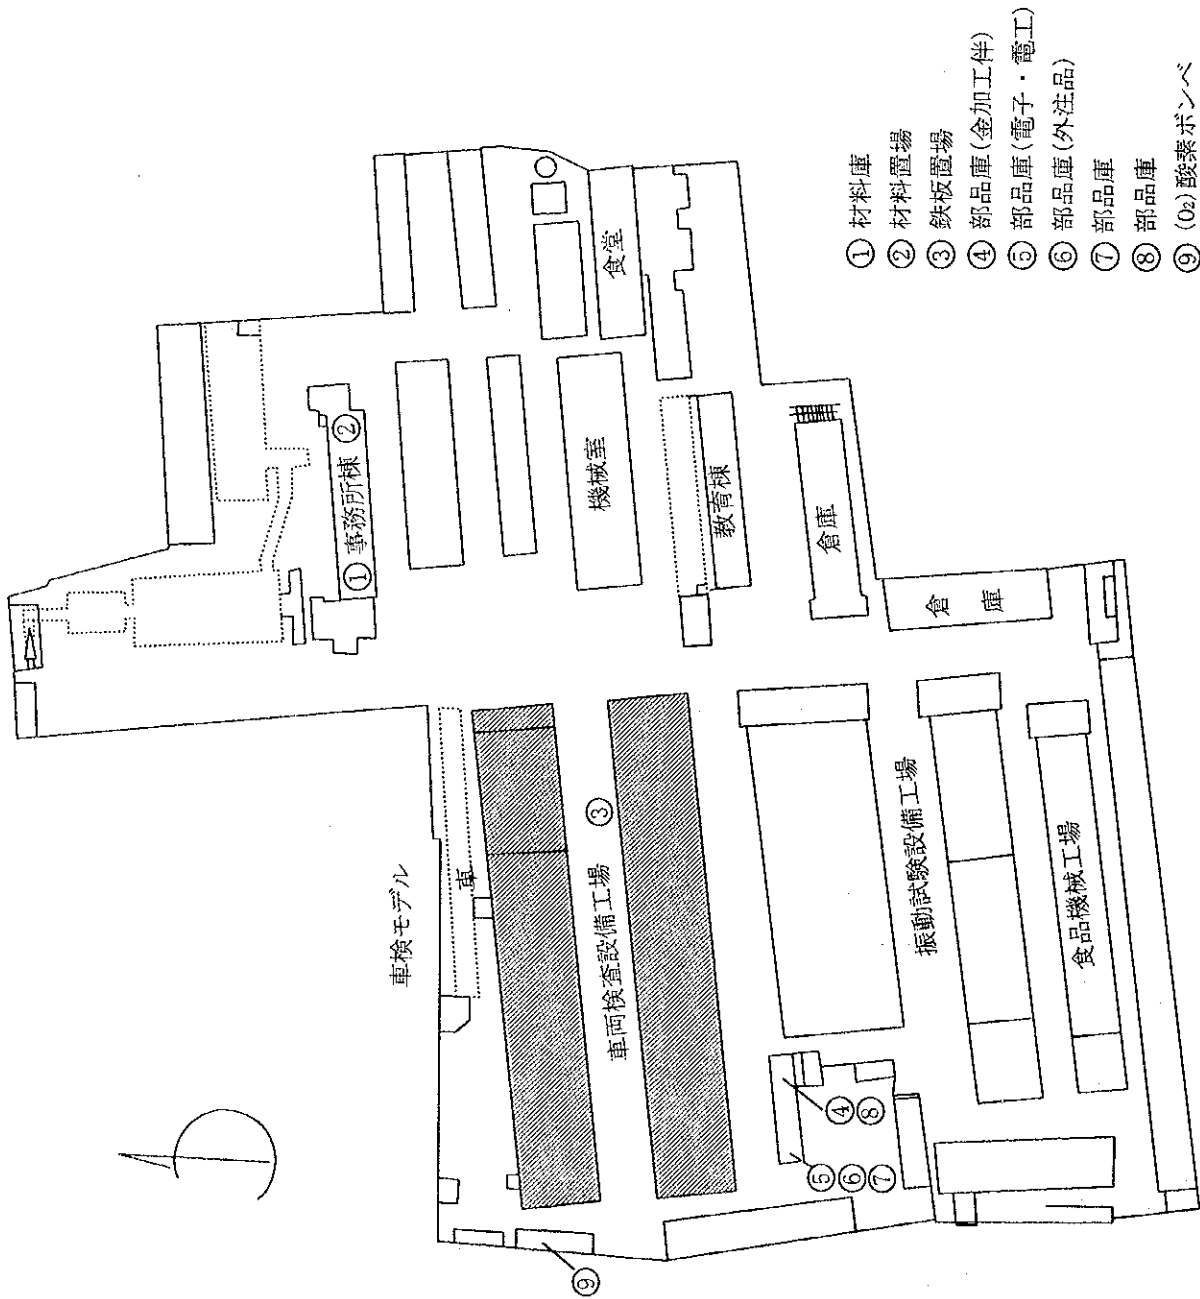 車検モデル
車
車両検査設備工場 ③
振動試験設備工場
食品機械工場
① 事務所棟 ②
機械室
教育棟
倉庫
倉庫
食堂
④ ⑧
⑤ ⑥ ⑦
⑨
① 材料庫
② 材料置場
③ 鉄板置場
④ 部品庫(金加工伴)
⑤ 部品庫(電子・電工)
⑥ 部品庫(外注品)
⑦ 部品庫
⑧ 部品庫
⑨ (O₂)酸素ボンベ